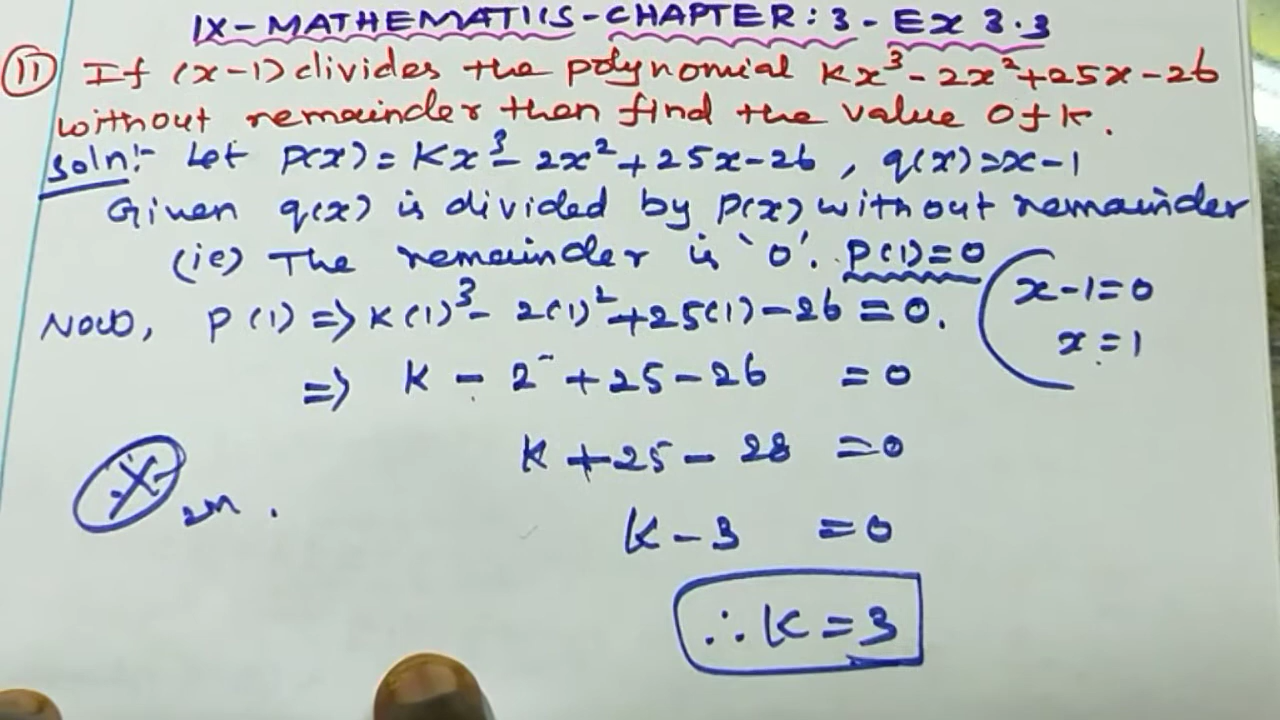 IX-MATHEMATICS-CHAPTER:3-EX 3.3
11 If (x-1) divides the polynomial Kx³-2x²+25x-26
without remainder then find the value of K.
Soln:- Let P(x)=Kx³-2x²+25x-26, q(x)=x-1
Given q(x) is divided by P(x) without remainder
(ie) The remainder is '0'. P(1)=0
x-1=0
x=1
Now, P(1) => K(1)³-2(1)²+25(1)-26=0.
=> K-2+25-26 =0
K+25-28 =0
K-3 =0
X 2m.
∴K=3